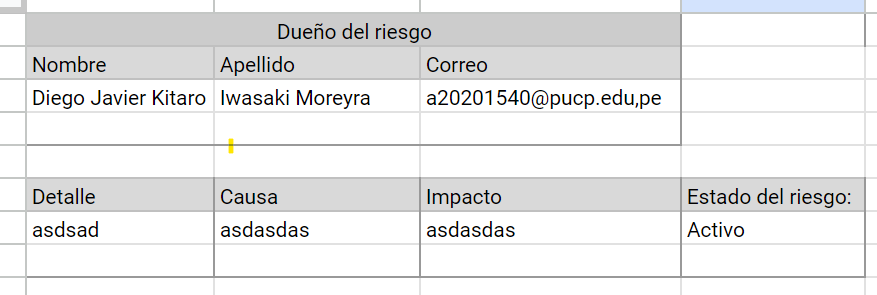 Dueño del riesgo
Nombre Apellido Correo
Diego Javier Kitaro Iwasaki Moreyra a20201540@pucp.edu,pe
Detalle Causa Impacto Estado del riesgo:
asdsad asdasdas asdasdas Activo